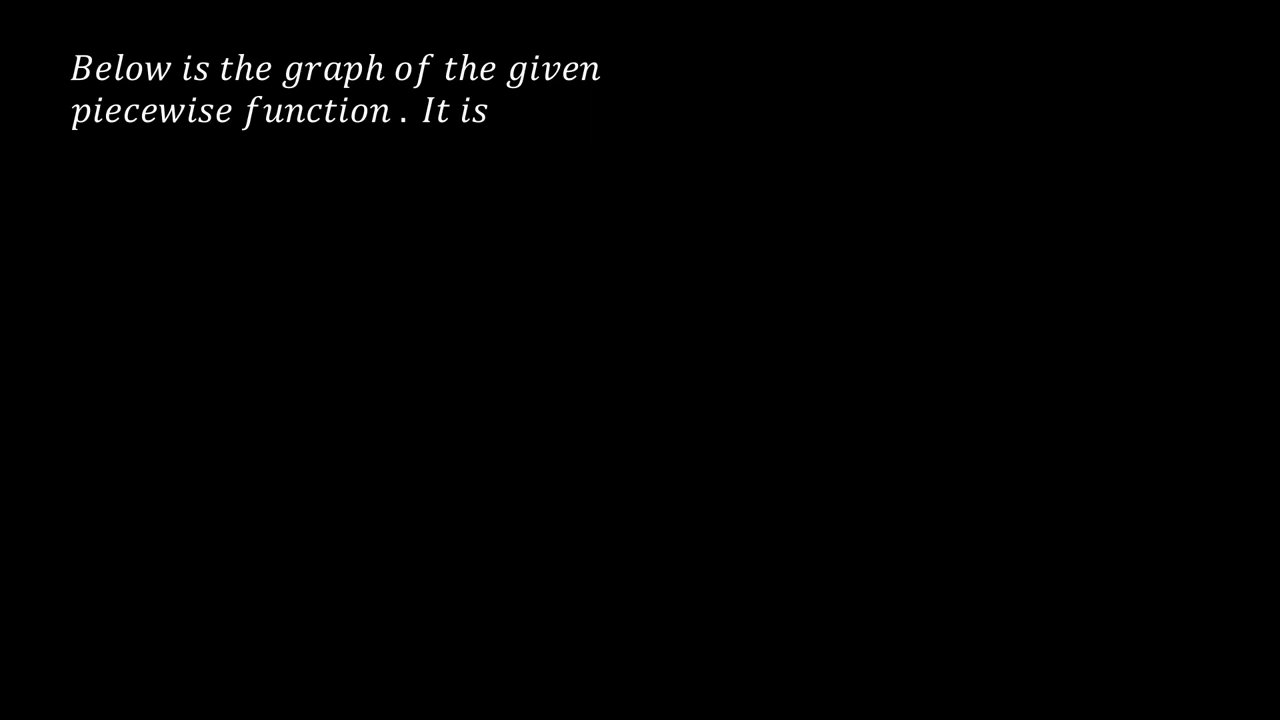 Below is the graph of the given
piecewise function . It is